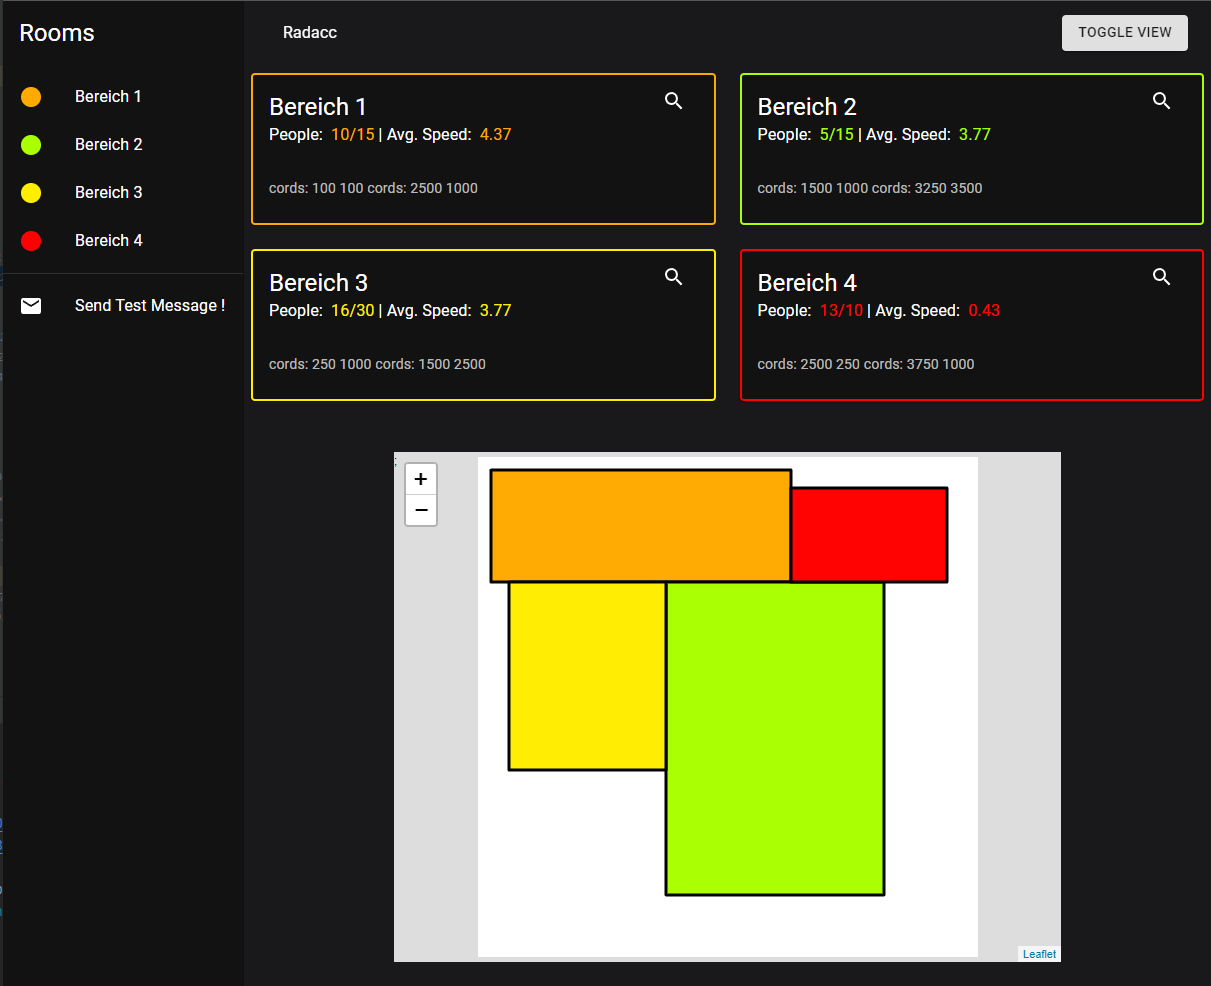 Rooms
Bereich 1
Bereich 2
Bereich 3
Bereich 4
Send Test Message !
Radacc
TOGGLE VIEW
Bereich 1
People: 10/15 | Avg. Speed: 4.37
cords: 100 100 cords: 2500 1000
Bereich 2
People: 5/15 | Avg. Speed: 3.77
cords: 1500 1000 cords: 3250 3500
Bereich 3
People: 16/30 | Avg. Speed: 3.77
cords: 250 1000 cords: 1500 2500
Bereich 4
People: 13/10 | Avg. Speed: 0.43
cords: 2500 250 cords: 3750 1000
;
+
−
Leaflet